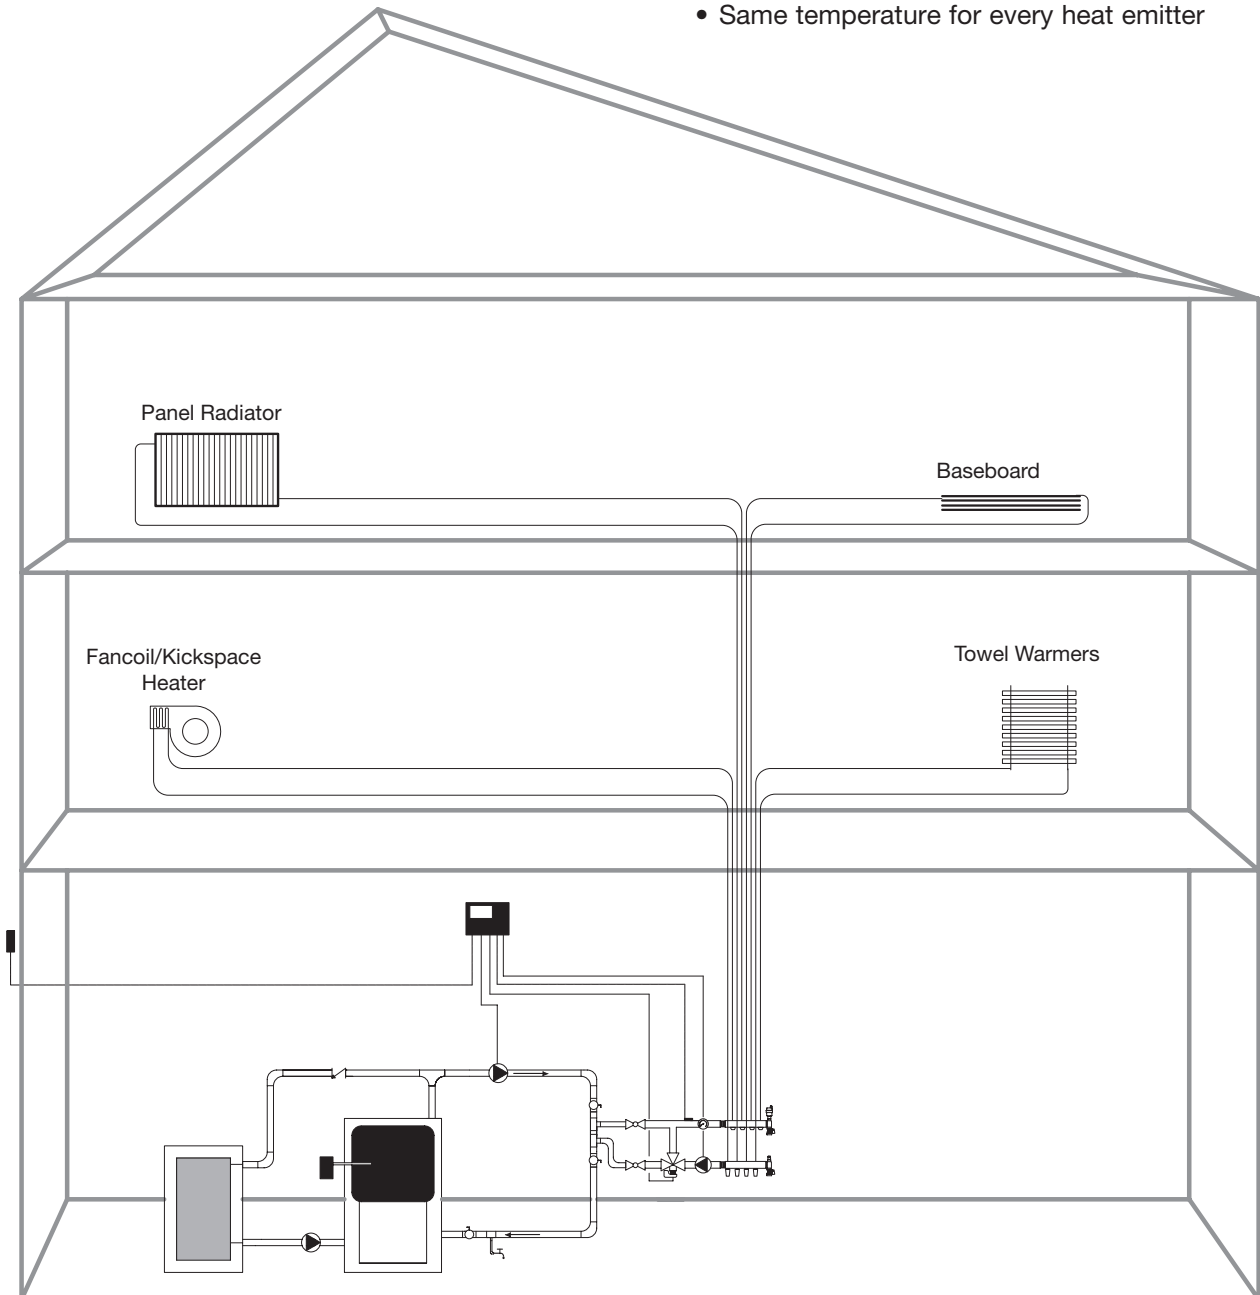 • Same temperature for every heat emitter
Panel Radiator
Baseboard
Fancoil/Kickspace
Heater
Towel Warmers